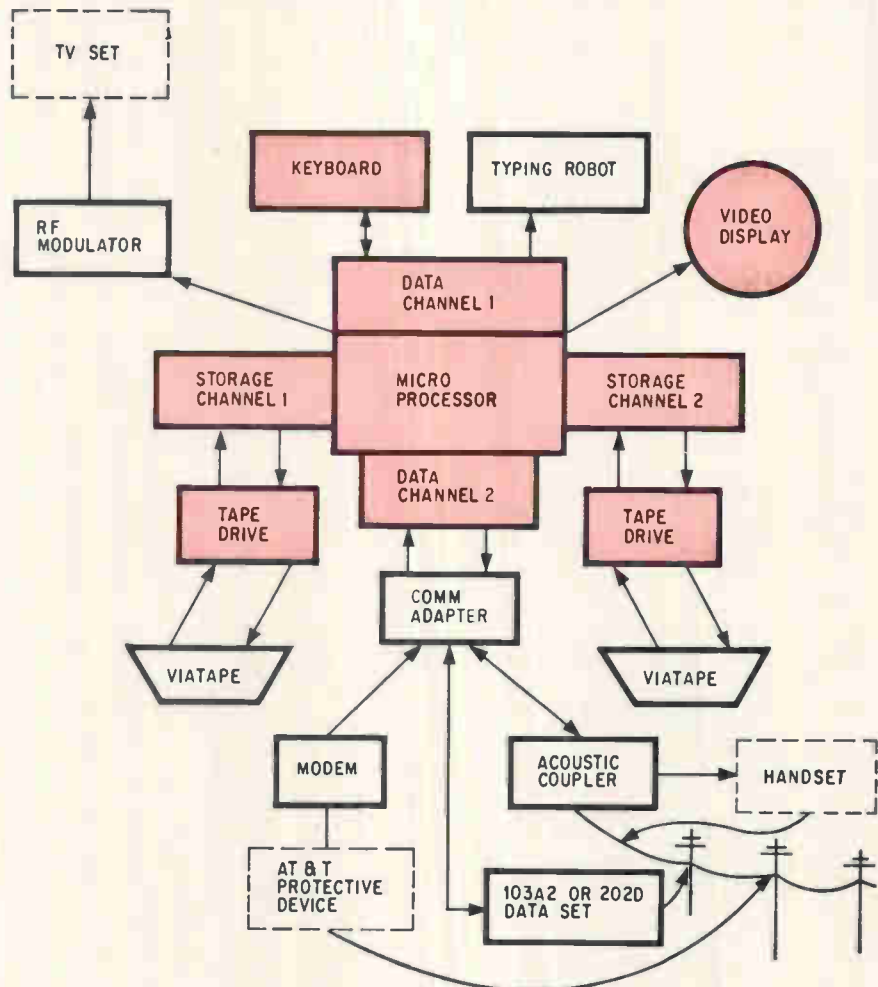 TV SET
KEYBOARD
TYPING ROBOT
VIDEO
DISPLAY
RF
MODULATOR
DATA
CHANNEL 1
STORAGE
CHANNEL 1
MICRO
PROCESSOR
STORAGE
CHANNEL 2
DATA
CHANNEL 2
TAPE
DRIVE
TAPE
DRIVE
COMM
ADAPTER
VIATAPE
VIATAPE
MODEM
ACOUSTIC
COUPLER
HANDSET
AT & T
PROTECTIVE
DEVICE
103A2 OR 202D
DATA SET